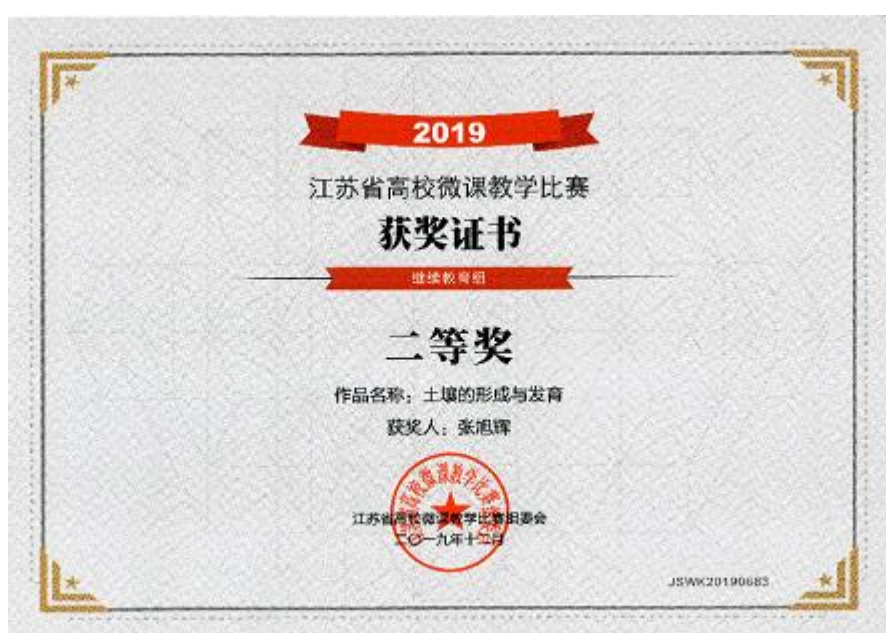 2019
江苏省高校微课教学比赛
获奖证书
继续教育组
二等奖
作品名称：土壤的形成与发育
获奖人：张旭辉
江苏省高校微课教学比赛组委会
二〇一九年十二月
JSWK20190683